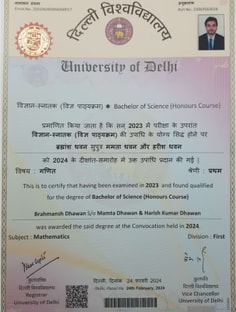 दिल्ली विश्वविद्यालय
University of Delhi
विज्ञान-स्नातक (विज्ञ पाठ्यक्रम) ❖ Bachelor of Science (Honours Course)
प्रमाणित किया जाता है कि सन् 2023 में परीक्षा के उपरांत
विज्ञान-स्नातक (विज्ञ पाठ्यक्रम) की उपाधि के योग्य सिद्ध होने पर
ब्रह्मांश धवन सुपुत्र ममता धवन और हरीश धवन
को 2024 के दीक्षांत-समारोह में उक्त उपाधि प्रदान की गई ।
विषय : गणित श्रेणी : प्रथम
This is to certify that having been examined in 2023 and found qualified
for the degree of Bachelor of Science (Honours Course)
Brahmansh Dhawan S/o Mamta Dhawan & Harish Kumar Dhawan
was awarded the said degree at the Convocation held in 2024
Subject : Mathematics Division : First
कुलसचिव
दिल्ली विश्वविद्यालय
Registrar
University of Delhi
दिल्ली, दिनांक 24 फरवरी 2024
Delhi, Dated the 24th February, 2024
कुलपति
दिल्ली विश्वविद्यालय
Vice Chancellor
University of Delhi